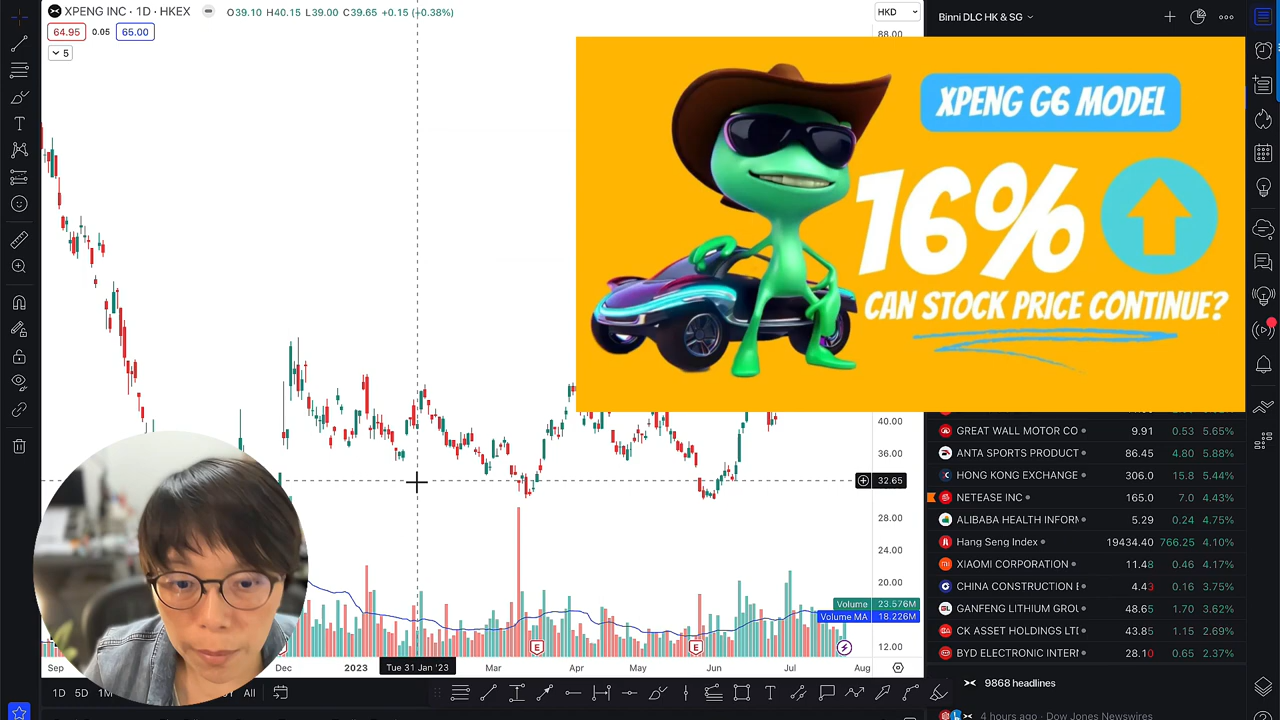 XPENG INC · 1D · HKEX
O39.10 H40.15 L39.00 C39.65 +0.15 (+0.38%)
HKD
Binni DLC HK & SG
64.95 0.05 65.00
5
88.00
XPENG G6 MODEL
16%
CAN STOCK PRICE CONTINUE?
40.00
36.00
32.65
28.00
24.00
20.00
12.00
Volume 23.576M
Volume MA 18.226M
GREAT WALL MOTOR CO 9.91 0.53 5.65%
ANTA SPORTS PRODUCT 86.45 4.80 5.88%
HONG KONG EXCHANGE 306.0 15.8 5.44%
NETEASE INC 165.0 7.0 4.43%
ALIBABA HEALTH INFORM 5.29 0.24 4.75%
Hang Seng Index 19434.40 766.25 4.10%
XIAOMI CORPORATION 11.48 0.46 4.17%
CHINA CONSTRUCTION 4.43 0.16 3.75%
GANFENG LITHIUM GROU 48.65 1.70 3.62%
CK ASSET HOLDINGS LTD 43.85 1.15 2.69%
BYD ELECTRONIC INTERN 28.10 0.65 2.37%
E E
Sep Dec 2023 Tue 31 Jan '23 Mar Apr May Jun Jul Aug
9868 headlines
1D 5D 1M All
4 hours ago · Dow Jones Newswires